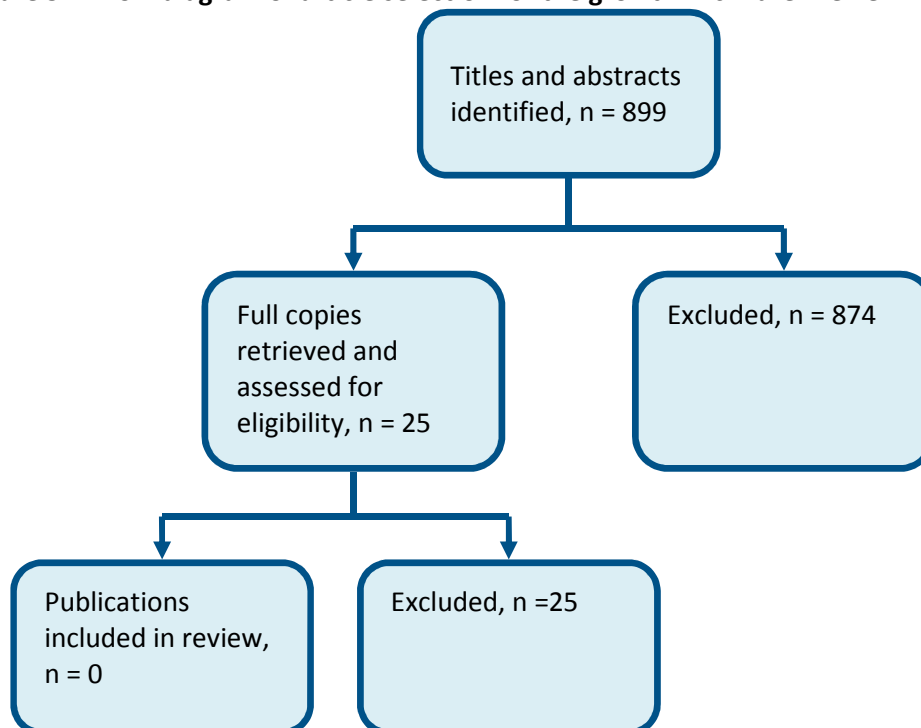 Titles and abstracts
identified, n = 899
Full copies
retrieved and
assessed for
eligibility, n = 25
Excluded, n = 874
Publications
included in review,
n = 0
Excluded, n =25